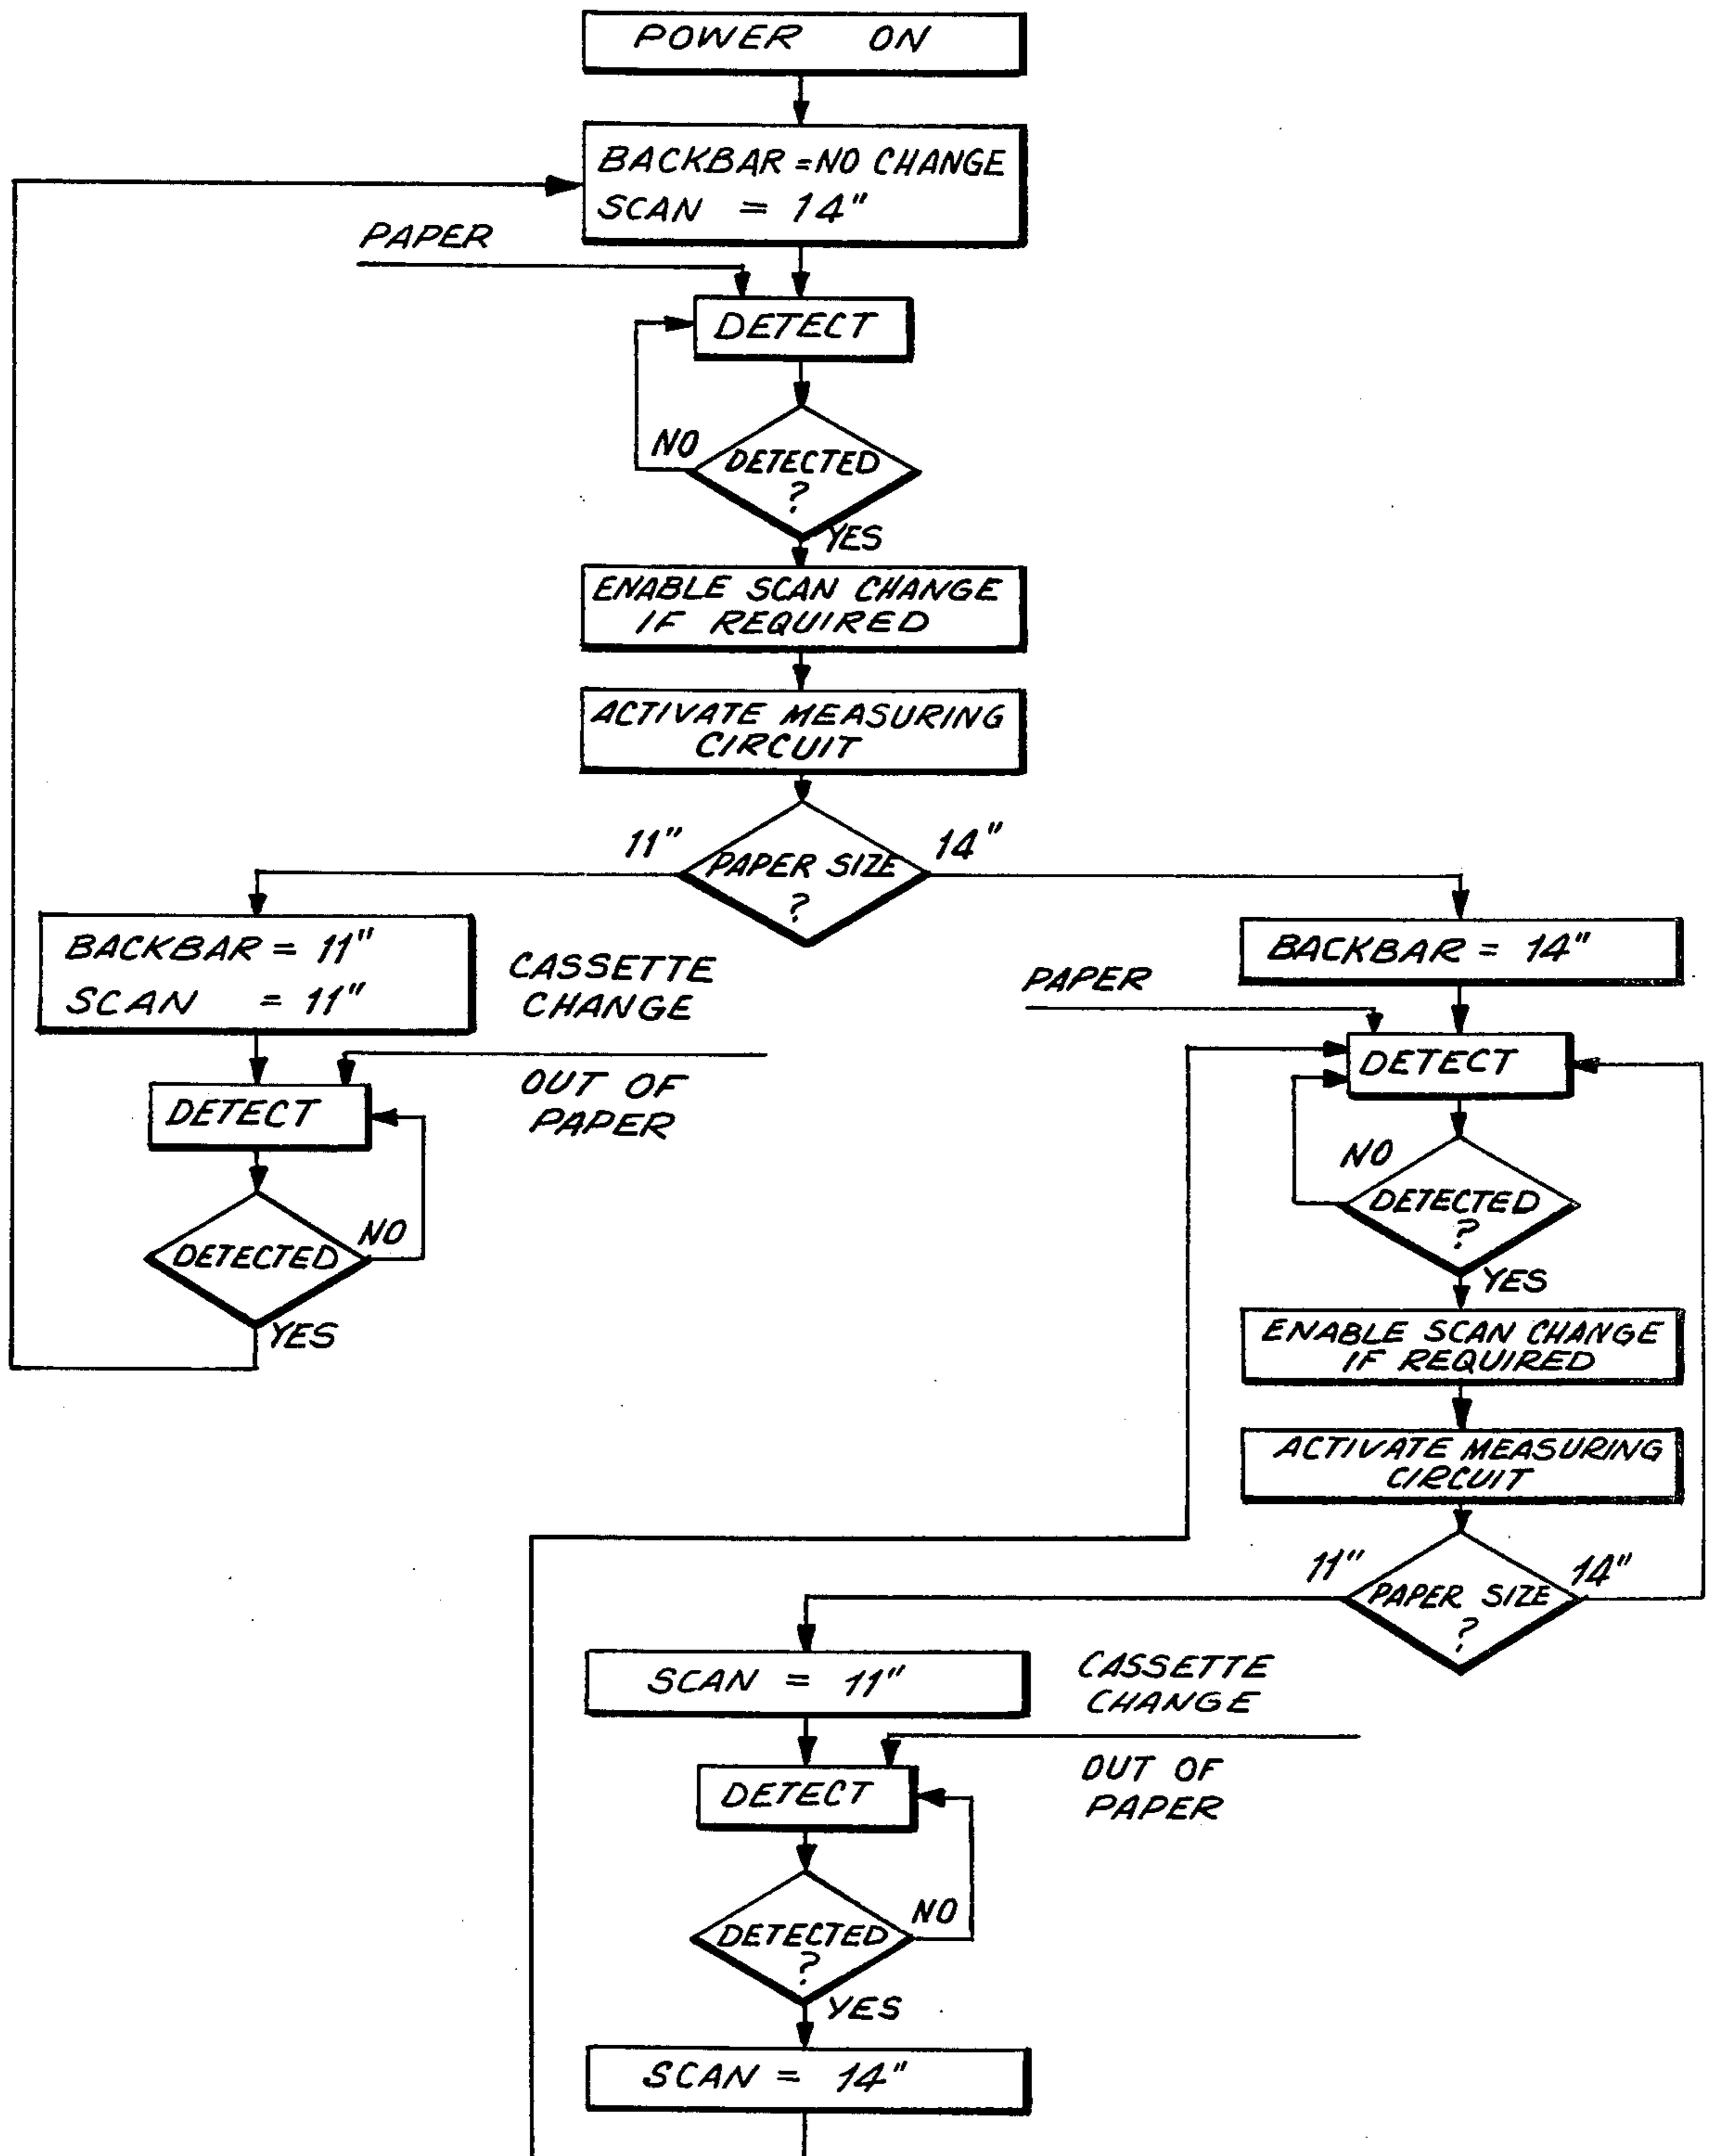 POWER ON
BACKBAR = NO CHANGE
SCAN = 14"
PAPER
DETECT
NO
DETECTED
?
YES
ENABLE SCAN CHANGE
IF REQUIRED
ACTIVATE MEASURING
CIRCUIT
11"
PAPER SIZE
?
14"
BACKBAR = 11"
SCAN = 11"
CASSETTE
CHANGE
OUT OF
PAPER
DETECT
DETECTED
NO
YES
BACKBAR = 14"
PAPER
DETECT
NO
DETECTED
?
YES
ENABLE SCAN CHANGE
IF REQUIRED
ACTIVATE MEASURING
CIRCUIT
11"
PAPER SIZE
?
14"
SCAN = 11"
CASSETTE
CHANGE
OUT OF
PAPER
DETECT
DETECTED
?
NO
YES
SCAN = 14"